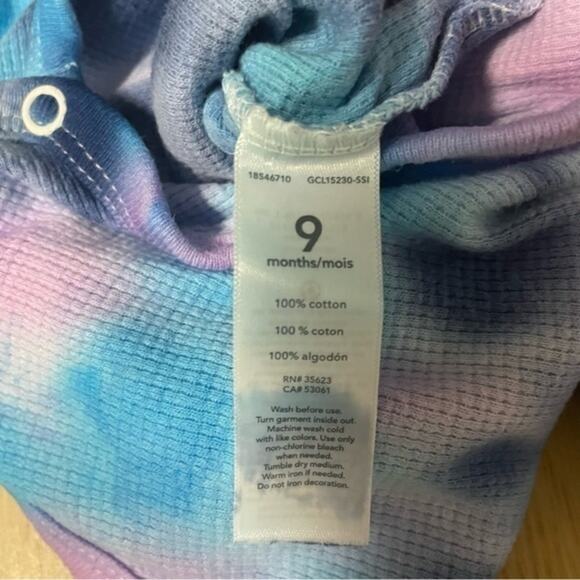 18546710 GCL15230-SSI
9
months/mois
100% cotton
100 % coton
100% algodón
RN# 35623
CA# 53061
Wash before use.
Turn garment inside out.
Machine wash cold
with like colors. Use only
non-chlorine bleach
when needed.
Tumble dry medium.
Warm iron if needed.
Do not iron decoration.